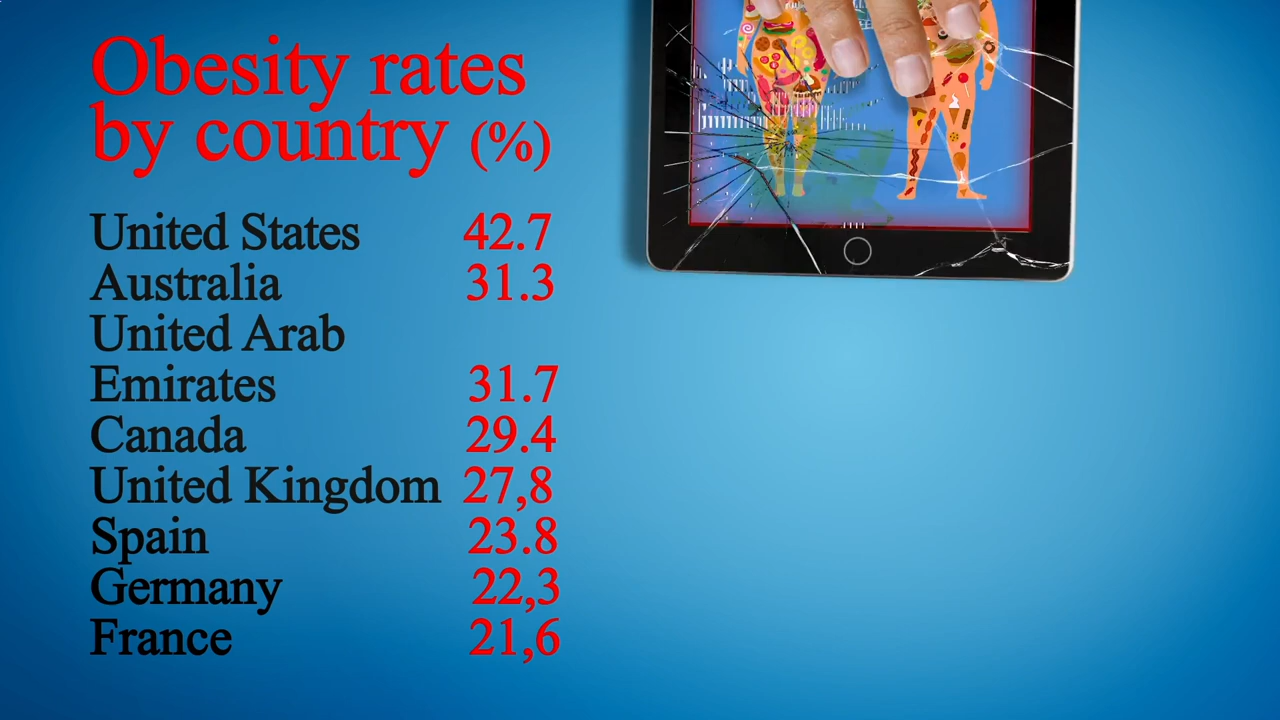 Obesity rates
by country (%)
United States 42.7
Australia 31.3
United Arab
Emirates 31.7
Canada 29.4
United Kingdom 27,8
Spain 23.8
Germany 22,3
France 21,6